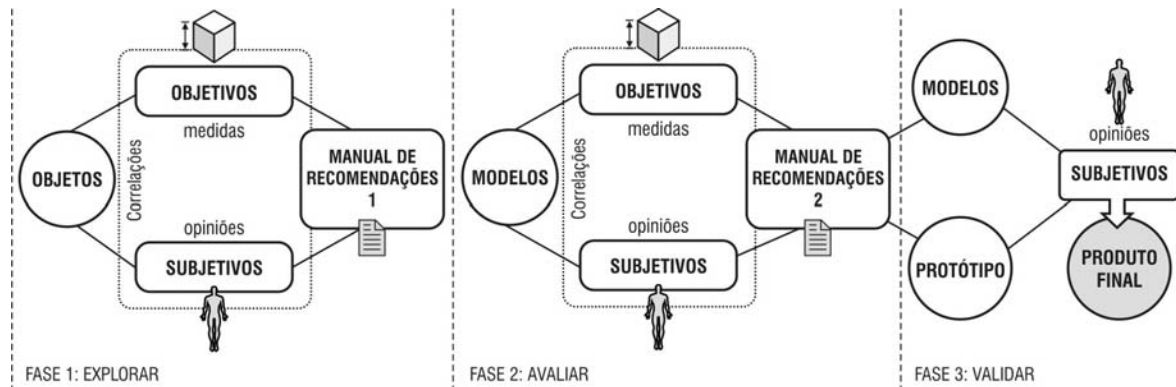 OBJETIVOS
medidas
OBJETOS
Correlações
MANUAL DE
RECOMENDAÇÕES
1
opiniões
SUBJETIVOS
FASE 1: EXPLORAR
OBJETIVOS
medidas
MODELOS
Correlações
MANUAL DE
RECOMENDAÇÕES
2
opiniões
SUBJETIVOS
FASE 2: AVALIAR
MODELOS
opiniões
SUBJETIVOS
PROTÓTIPO
PRODUTO
FINAL
FASE 3: VALIDAR